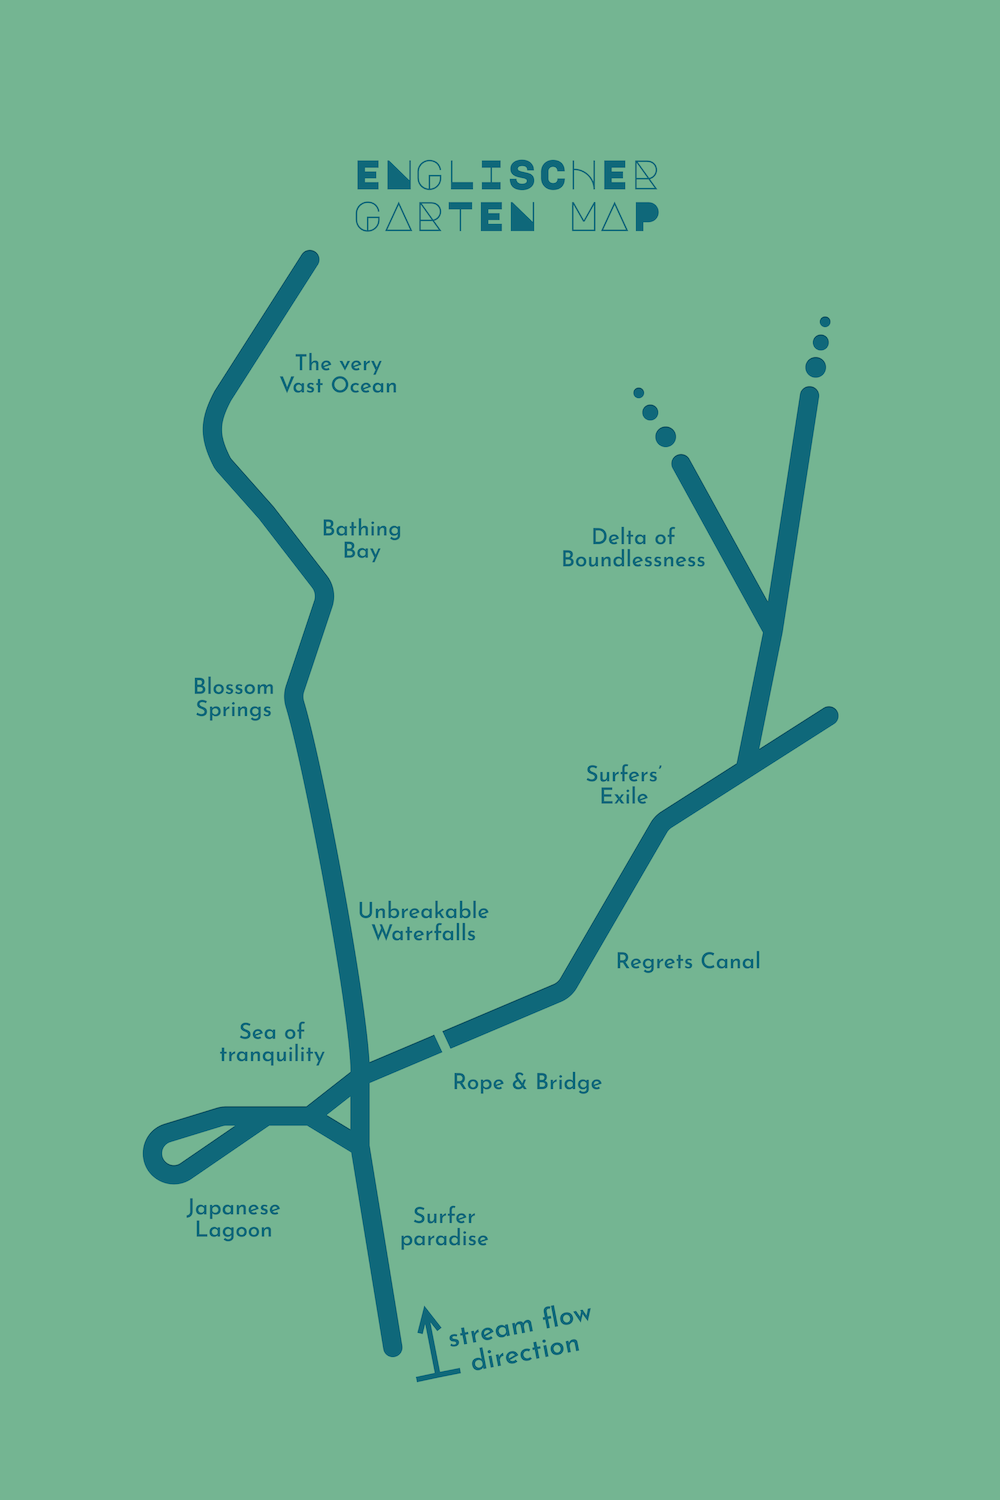 ENGLISCHER
GARTEN MAP
The very
Vast Ocean
Bathing
Bay
Delta of
Boundlessness
Blossom
Springs
Surfers'
Exile
Unbreakable
Waterfalls
Regrets Canal
Sea of
tranquility
Rope & Bridge
Japanese
Lagoon
Surfer
paradise
stream flow
direction